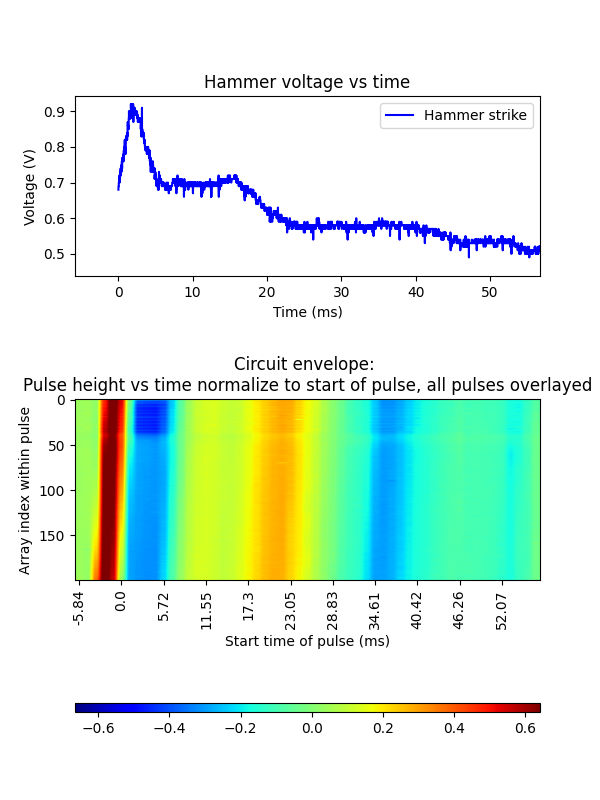 Hammer voltage vs time
Hammer strike
Voltage (V)
0.9
0.8
0.7
0.6
0.5
0 10 20 30 40 50
Time (ms)
Circuit envelope:
Pulse height vs time normalize to start of pulse, all pulses overlayed
Array index within pulse
0
50
100
150
-5.84 0.0 5.72 11.55 17.3 23.05 28.83 34.61 40.42 46.26 52.07
Start time of pulse (ms)
−0.6 −0.4 −0.2 0.0 0.2 0.4 0.6